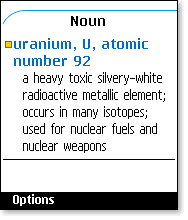 Noun
uranium, U, atomic
number 92
a heavy toxic silvery-white
radioactive metallic element;
occurs in many isotopes;
used for nuclear fuels and
nuclear weapons
Options